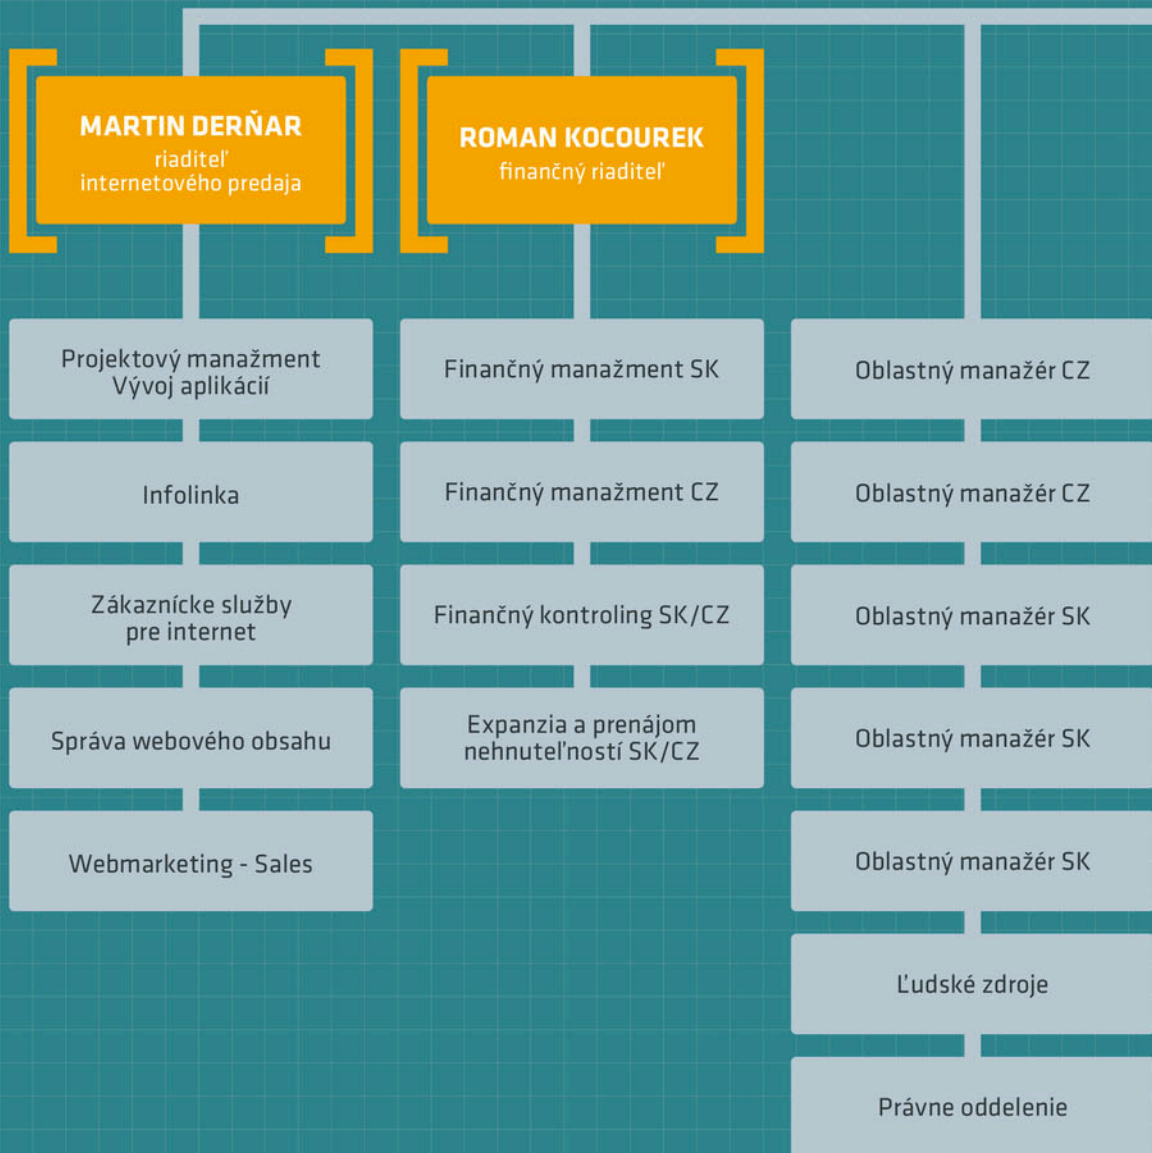 MARTIN DERŇAR
riaditeľ
internetového predaja
Projektový manažment
Vývoj aplikácií
Infolinka
Zákaznícke služby
pre internet
Správa webového obsahu
Webmarketing - Sales
ROMAN KOCOUREK
finančný riaditeľ
Finančný manažment SK
Finančný manažment CZ
Finančný kontroling SK/CZ
Expanzia a prenájom
nehnuteľností SK/CZ
Oblastný manažér CZ
Oblastný manažér CZ
Oblastný manažér SK
Oblastný manažér SK
Oblastný manažér SK
Ľudské zdroje
Právne oddelenie